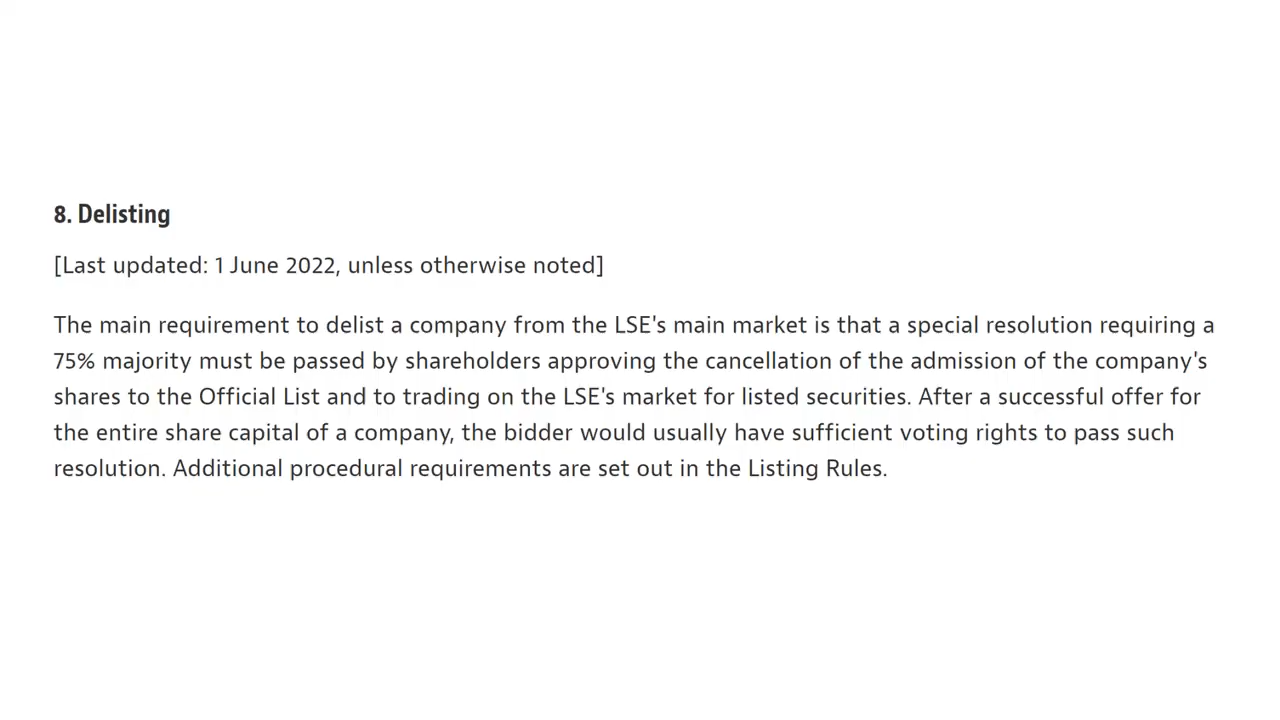 8. Delisting
[Last updated: 1 June 2022, unless otherwise noted]
The main requirement to delist a company from the LSE's main market is that a special resolution requiring a
75% majority must be passed by shareholders approving the cancellation of the admission of the company's
shares to the Official List and to trading on the LSE's market for listed securities. After a successful offer for
the entire share capital of a company, the bidder would usually have sufficient voting rights to pass such
resolution. Additional procedural requirements are set out in the Listing Rules.